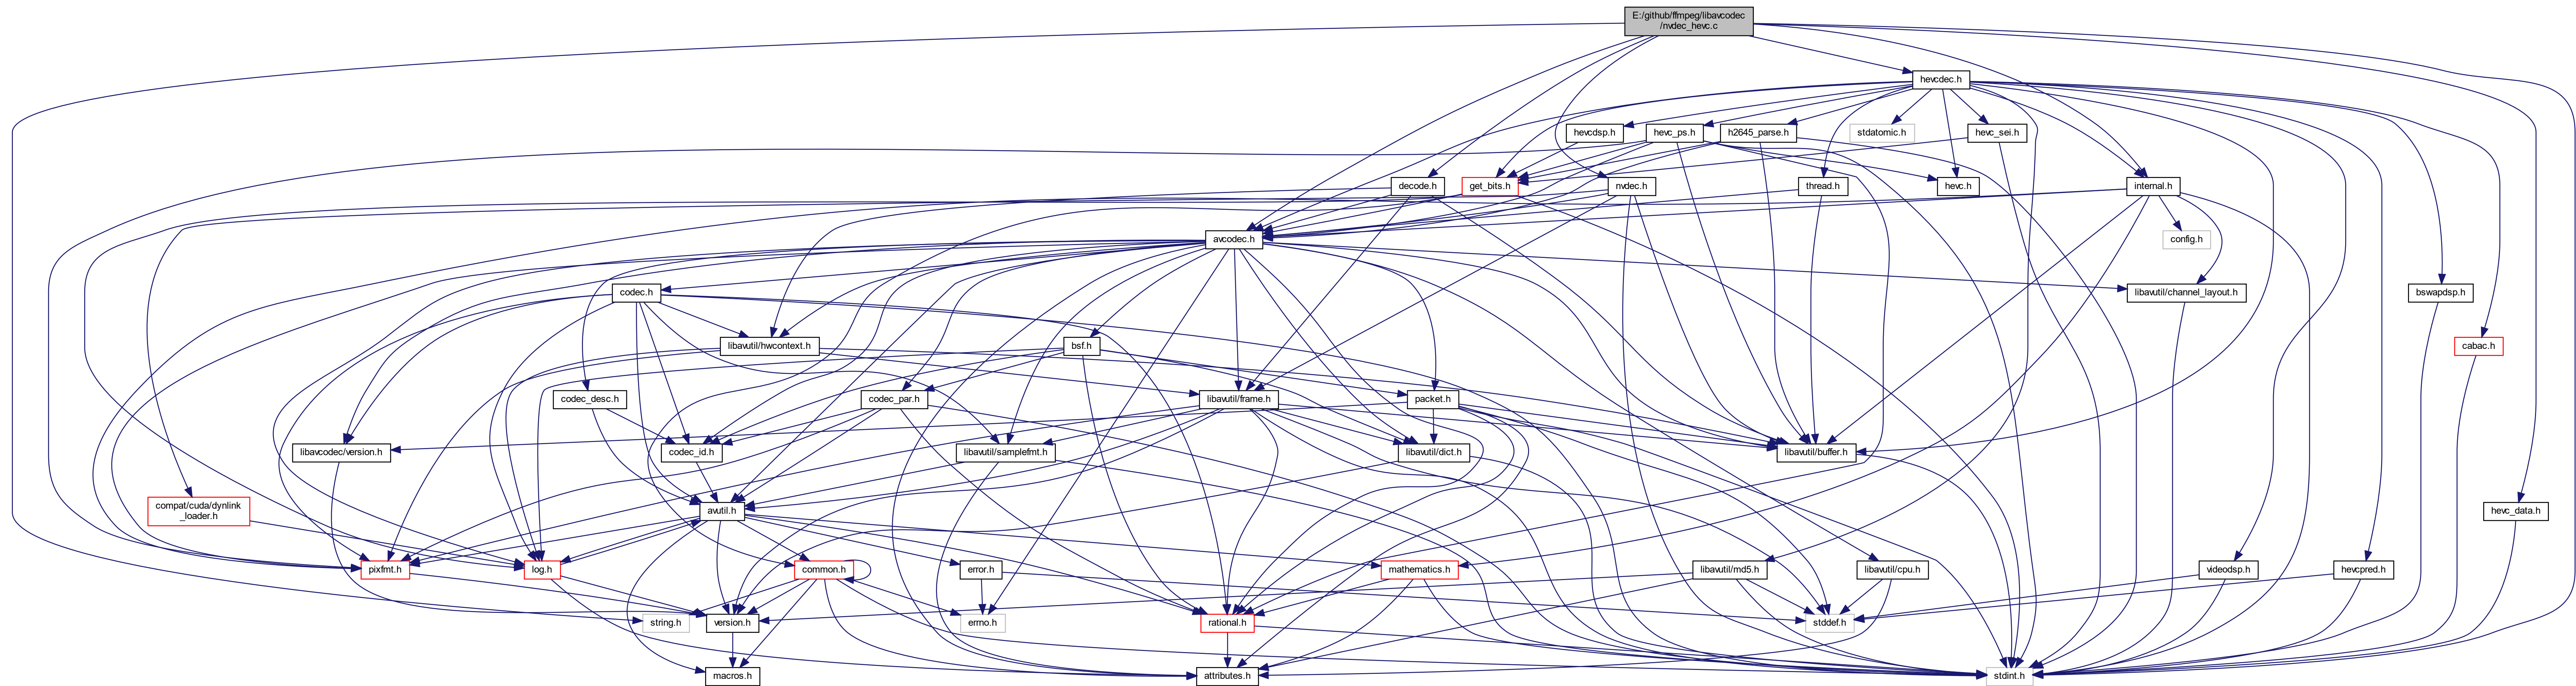 E:/github/ffmpeg/libavcodec
/nvdec_hevc.c
hevcdec.h
hevcdsp.h
hevc_ps.h
h2645_parse.h
stdatomic.h
hevc_sei.h
decode.h
get_bits.h
nvdec.h
thread.h
hevc.h
internal.h
avcodec.h
config.h
codec.h
libavutil/channel_layout.h
bswapdsp.h
libavutil/hwcontext.h
bsf.h
cabac.h
codec_desc.h
codec_par.h
libavutil/frame.h
packet.h
libavcodec/version.h
codec_id.h
libavutil/samplefmt.h
libavutil/dict.h
libavutil/buffer.h
compat/cuda/dynlink
_loader.h
avutil.h
hevc_data.h
pixfmt.h
log.h
common.h
error.h
mathematics.h
libavutil/md5.h
libavutil/cpu.h
videodsp.h
hevcpred.h
string.h
version.h
errno.h
rational.h
stddef.h
macros.h
attributes.h
stdint.h